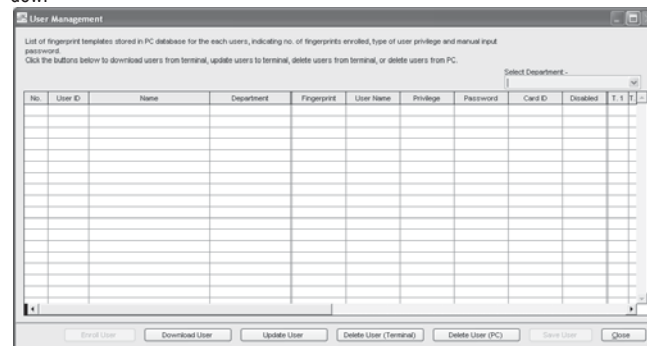 User Management
List of fingerprint templates stored in PC database for the each users, indicating no. of fingerprints enrolled, type of user privilege and manual input
password.
Click the buttons below to download users from terminal, update users to terminal, delete users from terminal, or delete users from PC.
Select Department -
No. User ID Name Department Fingerprint User Name Privilege Password Card ID Disabled T. 1 T.
Enroll User Download User Update User Delete User (Terminal) Delete User (PC) Save User Close